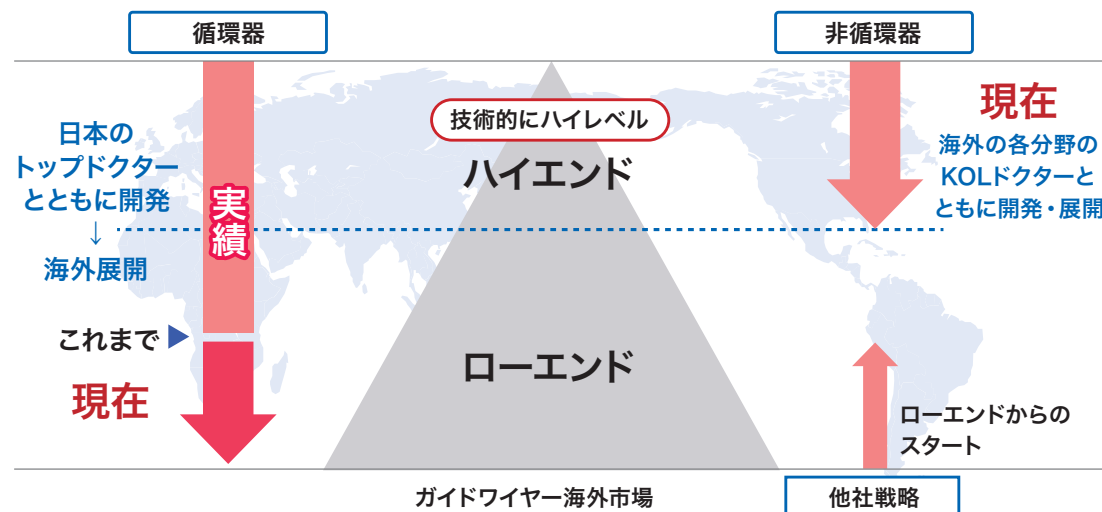 循環器
非循環器
技術的にハイレベル
ハイエンド
日本の
トップドクター
とともに開発
↓
海外展開
実績
現在
海外の各分野の
KOLドクターと
ともに開発・展開
これまで
現在
ローエンド
ローエンドからの
スタート
ガイドワイヤー海外市場
他社戦略